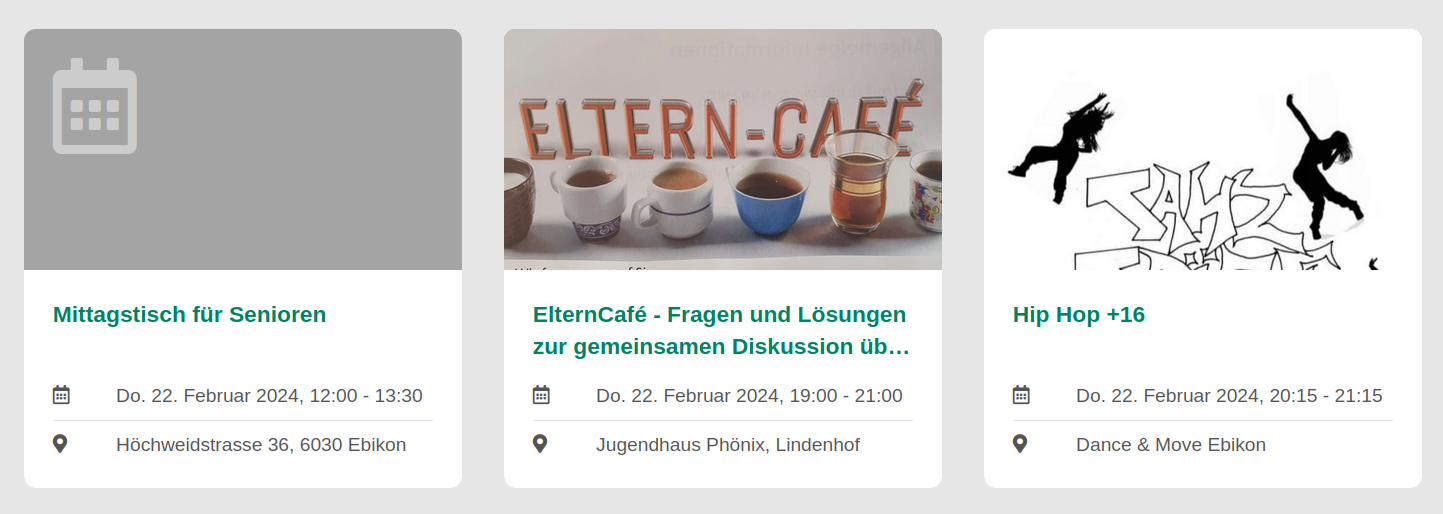 ELTERN-CAFÉ
TANZ
Mittagstisch für Senioren
Do. 22. Februar 2024, 12:00 - 13:30
Höchweidstrasse 36, 6030 Ebikon
ElternCafé - Fragen und Lösungen
zur gemeinsamen Diskussion üb…
Do. 22. Februar 2024, 19:00 - 21:00
Jugendhaus Phönix, Lindenhof
Hip Hop +16
Do. 22. Februar 2024, 20:15 - 21:15
Dance & Move Ebikon